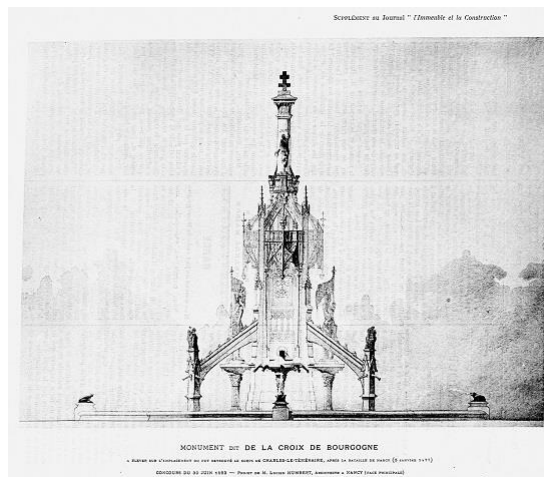 SUPPLÉMENT au Journal " l'Immeuble et la Construction "
MONUMENT DIT DE LA CROIX DE BOURGOGNE
A ÉLEVER SUR L'EMPLACEMENT OU FUT RETROUVÉ LE CORPS DE CHARLES-LE-TÉMÉRAIRE, APRÈS LA BATAILLE DE NANCY (5 JANVIER 1477)
CONCOURS DU 30 JUIN — PROJET DE M. LUCIEN HUMBERT, ARCHITECTE A NANCY (FACE PRINCIPALE)